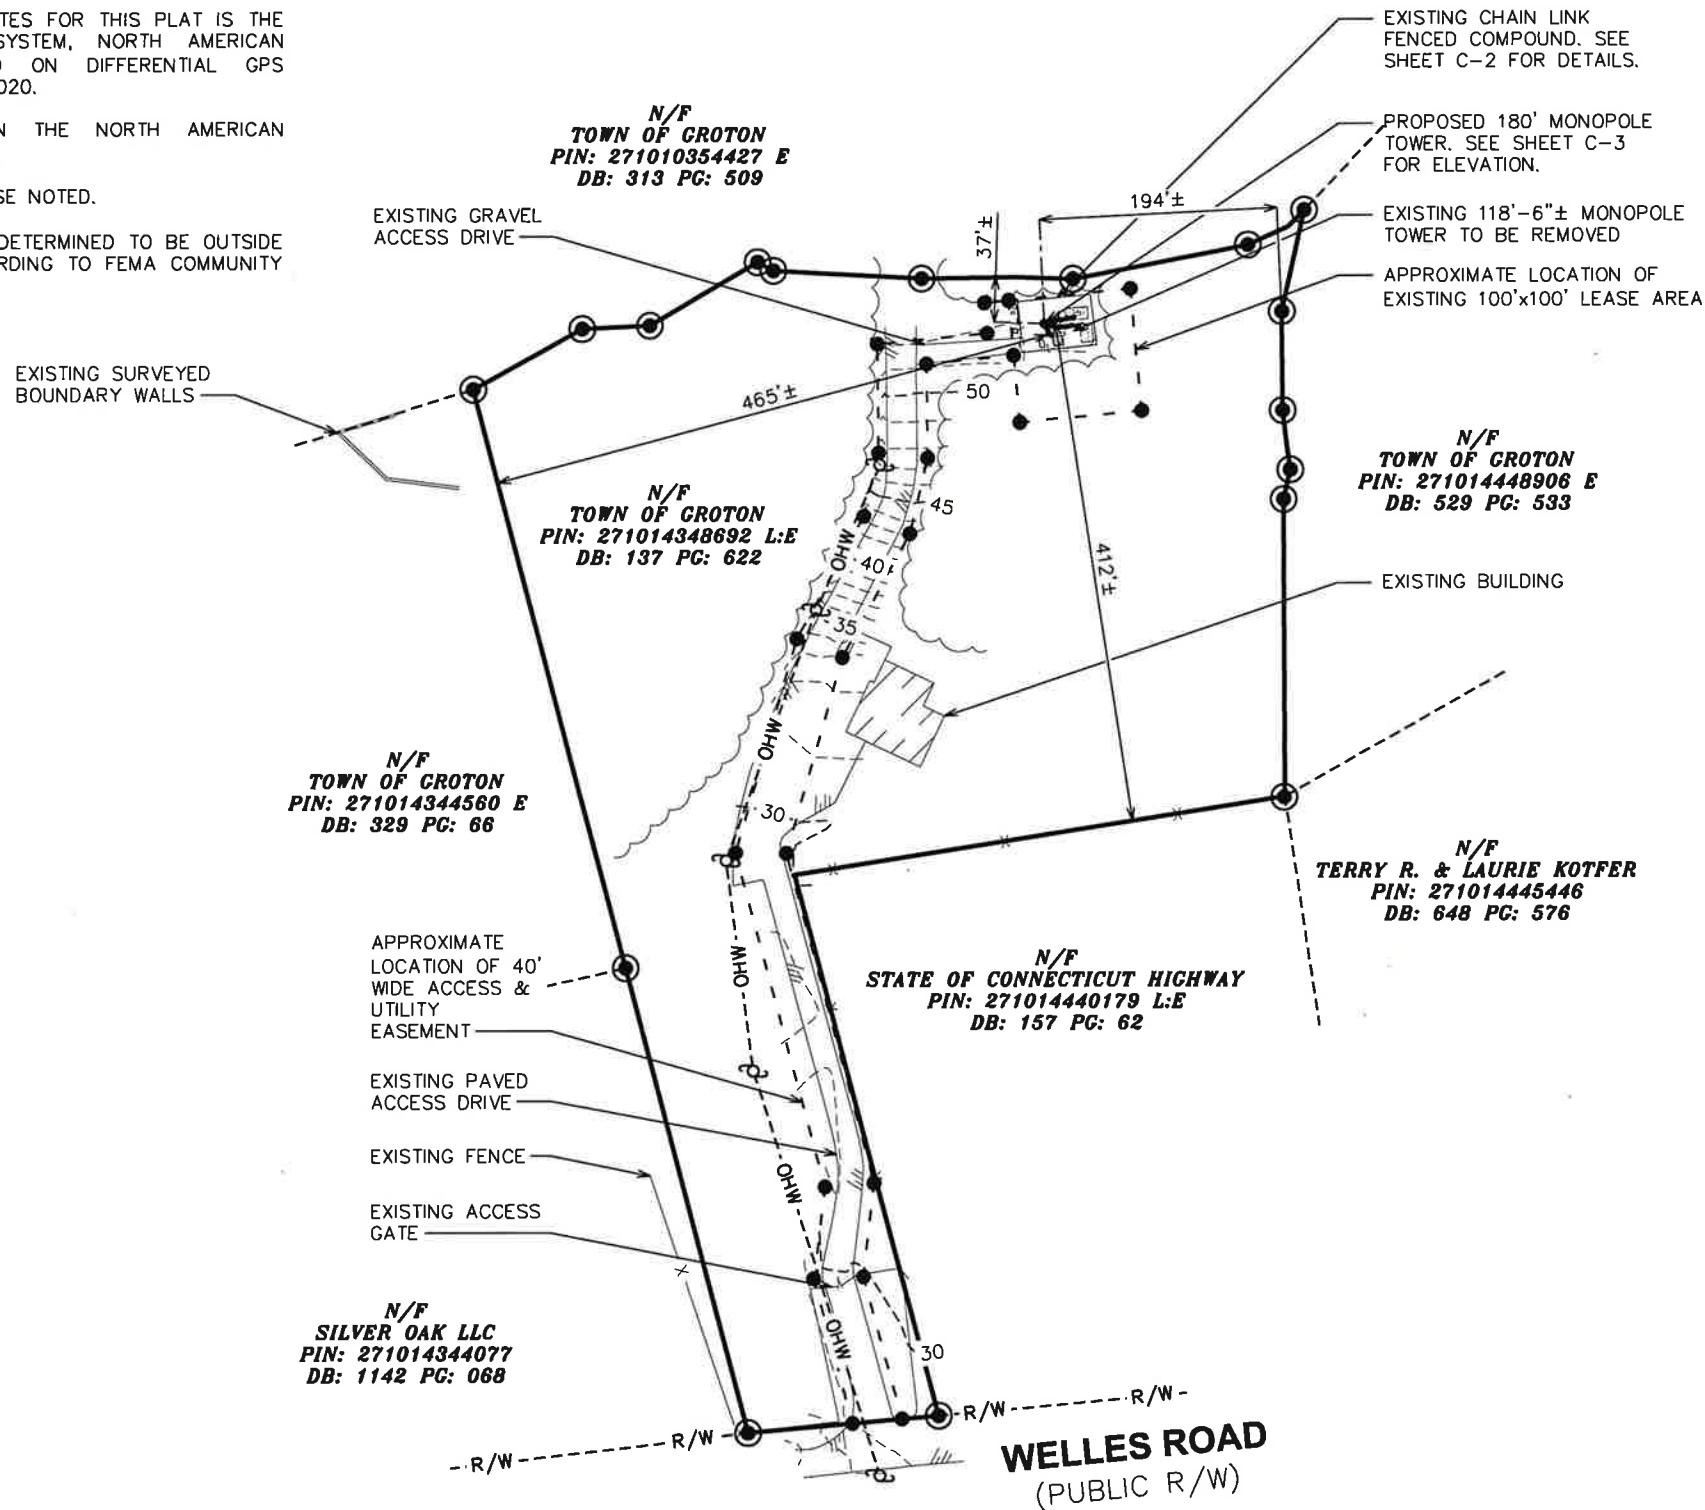 TES FOR THIS PLAT IS THE
SYSTEM, NORTH AMERICAN
ON DIFFERENTIAL GPS
020.
N THE NORTH AMERICAN
SE NOTED.
DETERMINED TO BE OUTSIDE
RDING TO FEMA COMMUNITY
EXISTING CHAIN LINK
FENCED COMPOUND. SEE
SHEET C-2 FOR DETAILS.
N/F
TOWN OF GROTON
PIN: 271010354427 E
DB: 313 PG: 509
PROPOSED 180' MONOPOLE
TOWER. SEE SHEET C-3
FOR ELEVATION.
EXISTING GRAVEL
ACCESS DRIVE
37'±
194'±
EXISTING 118'-6"± MONOPOLE
TOWER TO BE REMOVED
APPROXIMATE LOCATION OF
EXISTING 100'x100' LEASE AREA
EXISTING SURVEYED
BOUNDARY WALLS
465'±
50
N/F
TOWN OF GROTON
PIN: 271014448906 E
DB: 529 PG: 533
N/F
TOWN OF GROTON
PIN: 271014348692 L:E
DB: 137 PG: 622
45
OHW
40
412'±
EXISTING BUILDING
35
OHW
N/F
TOWN OF GROTON
PIN: 271014344560 E
DB: 329 PG: 66
30
N/F
TERRY R. & LAURIE KOTFER
PIN: 271014445446
DB: 648 PG: 576
APPROXIMATE
LOCATION OF 40'
WIDE ACCESS &
UTILITY
EASEMENT
OHW
N/F
STATE OF CONNECTICUT HIGHWAY
PIN: 271014440179 L:E
DB: 157 PG: 62
EXISTING PAVED
ACCESS DRIVE
EXISTING FENCE
OHW
EXISTING ACCESS
GATE
N/F
SILVER OAK LLC
PIN: 271014344077
DB: 1142 PG: 068
OHW
30
R/W
R/W
R/W
R/W
WELLES ROAD
(PUBLIC R/W)